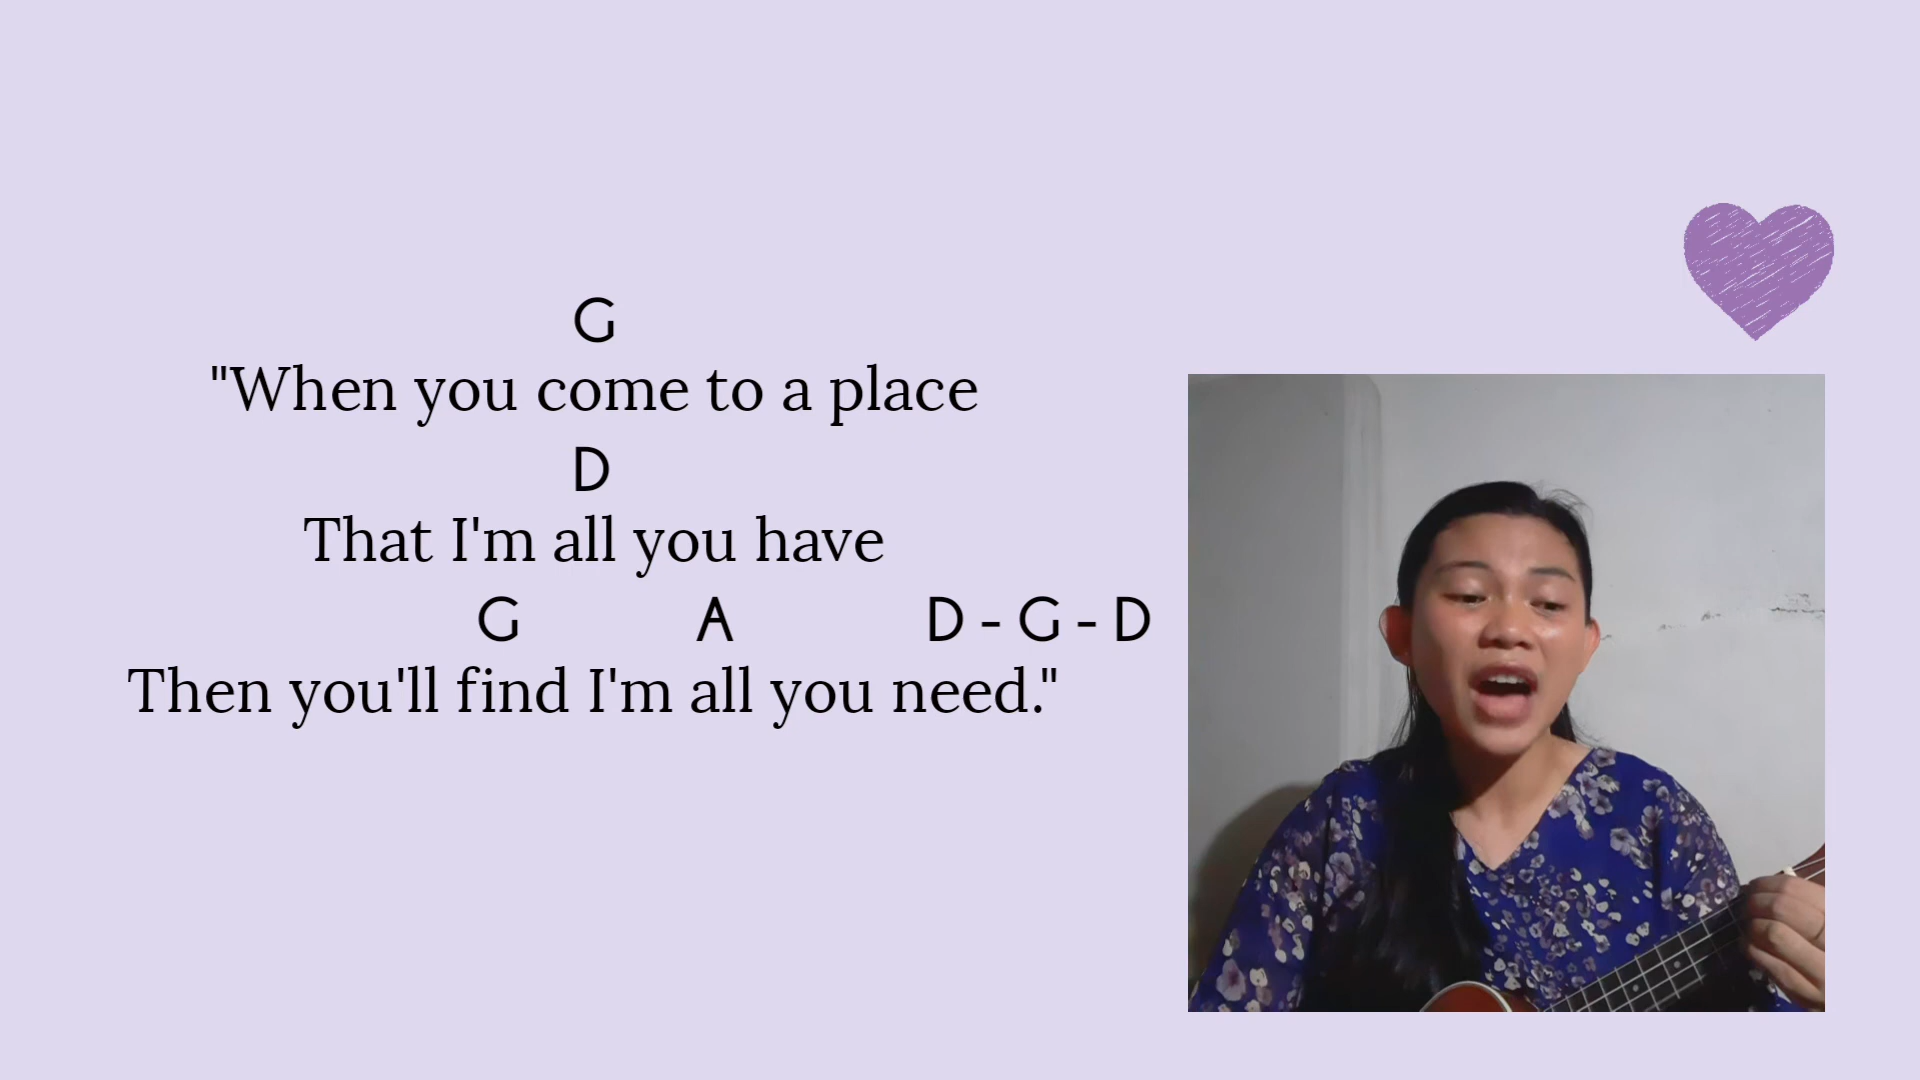 G
"When you come to a place
D
That I'm all you have
G A D - G - D
Then you'll find I'm all you need."